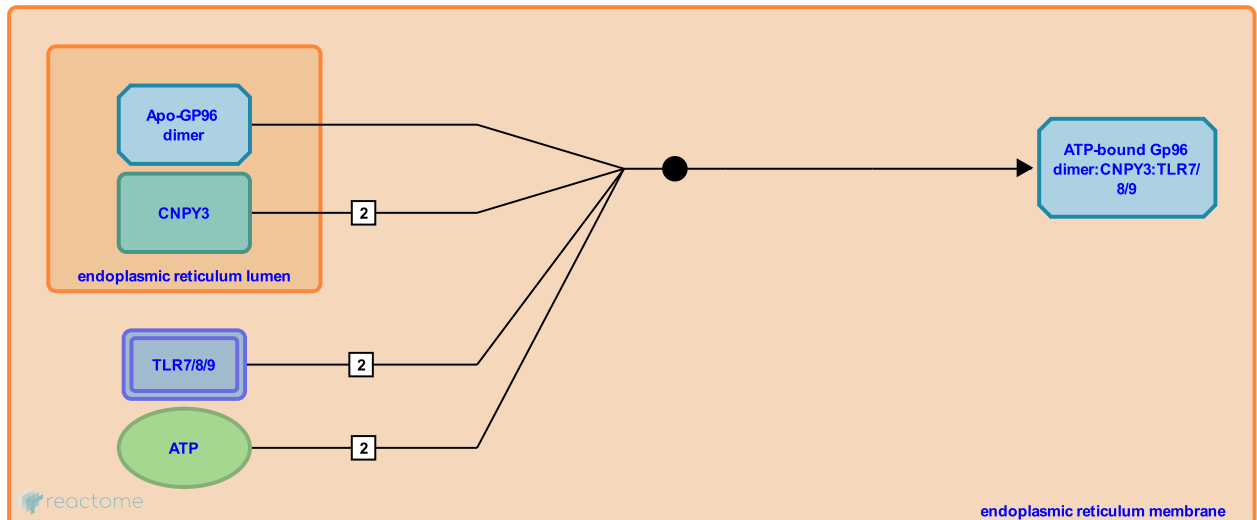 Apo-GP96
dimer
CNPY3
2
endoplasmic reticulum lumen
TLR7/8/9
2
ATP
2
ATP-bound Gp96
dimer:CNPY3:TLR7/
8/9
reactome
endoplasmic reticulum membrane